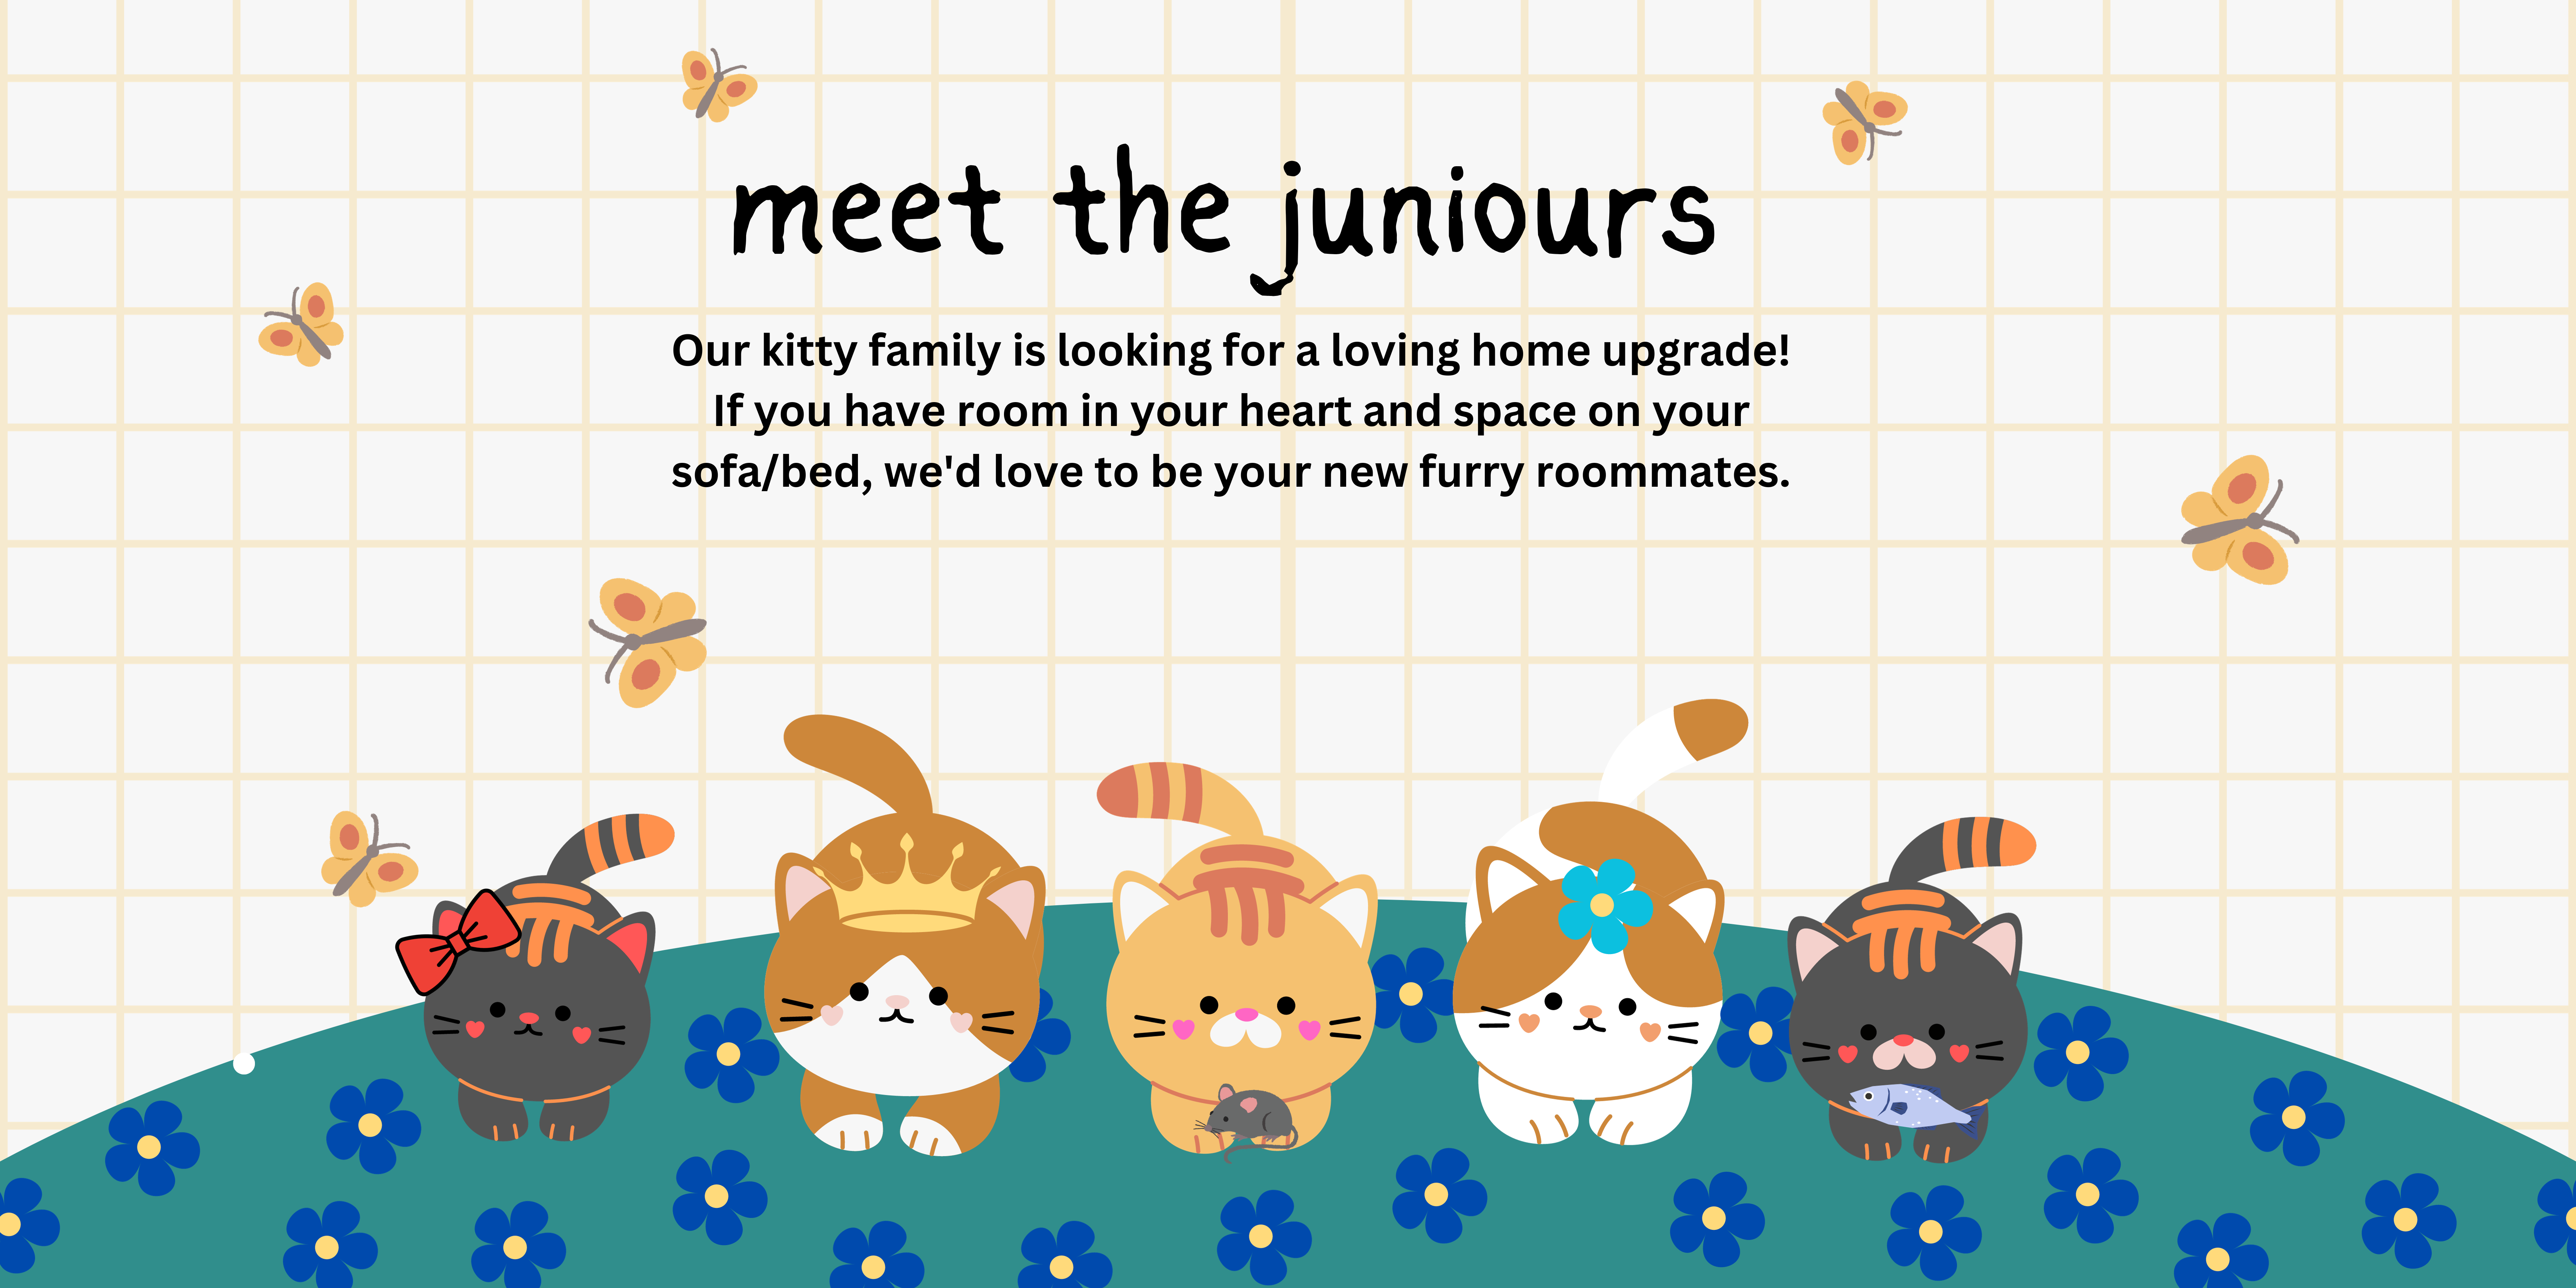 meet the juniours
Our kitty family is looking for a loving home upgrade!
If you have room in your heart and space on your
sofa/bed, we'd love to be your new furry roommates.